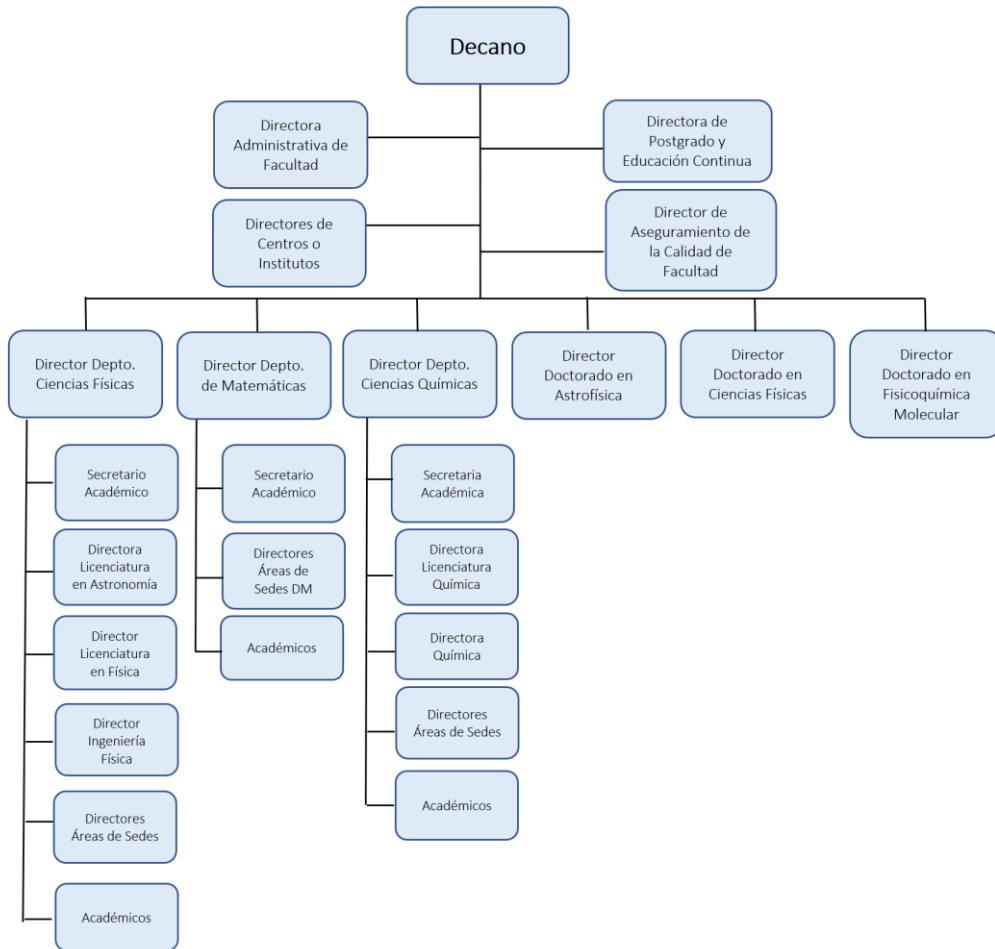 Decano
Directora
Administrativa de
Facultad
Directora de
Postgrado y
Educación Continua
Directores de
Centros o
Institutos
Director de
Aseguramiento de
la Calidad de
Facultad
Director Depto.
Ciencias Físicas
Director Depto.
de Matemáticas
Director Depto.
Ciencias Químicas
Director
Doctorado en
Astrofísica
Director
Doctorado en
Ciencias Físicas
Director
Doctorado en
Fisicoquímica
Molecular
Secretario
Académico
Directora
Licenciatura
en Astronomía
Director
Licenciatura
en Física
Director
Ingeniería
Física
Directores
Áreas de Sedes
Académicos
Secretario
Académico
Directores
Áreas de
Sedes DM
Académicos
Secretaria
Académica
Directora
Licenciatura
Química
Directora
Química
Directores
Áreas de Sedes
Académicos